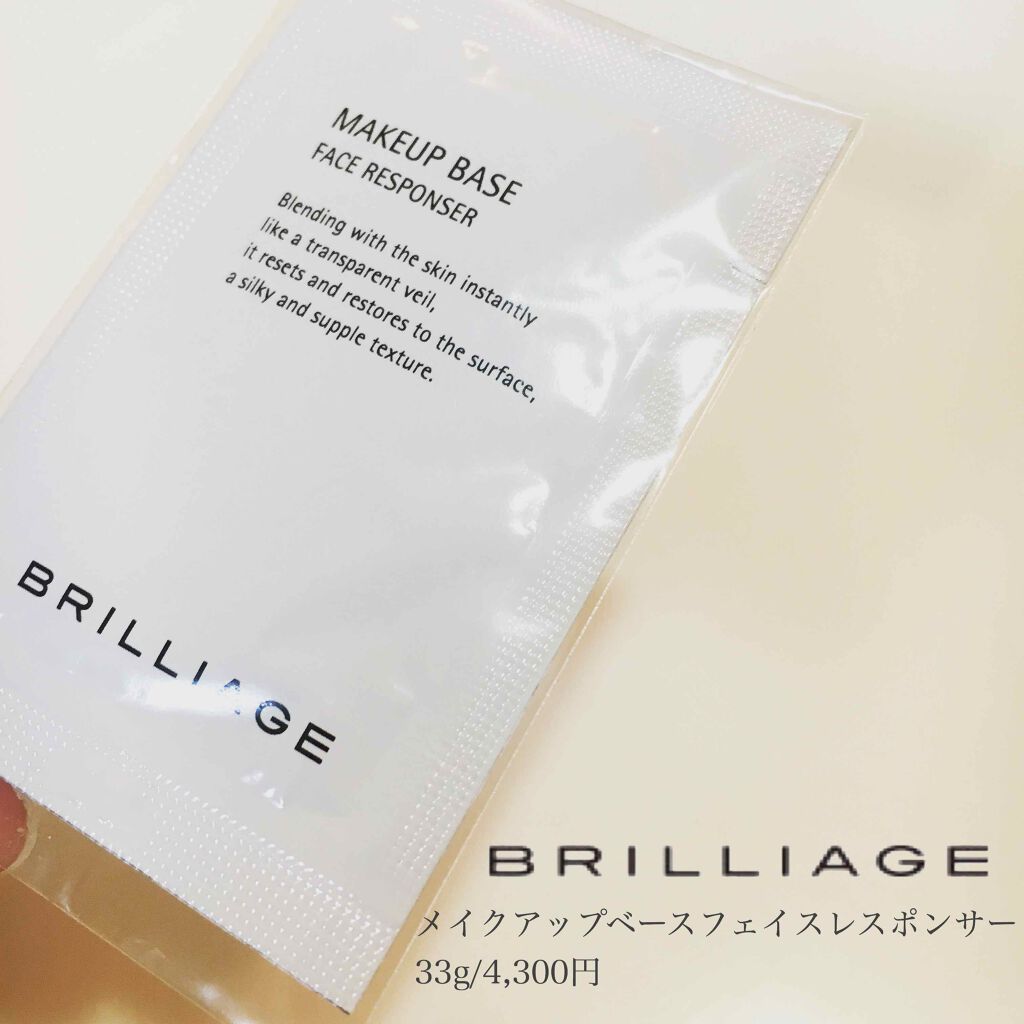 MAKEUP BASE
FACE RESPONSER
Blending with the skin instantly
like a transparent veil,
it resets and restores to the surface,
a silky and supple texture.
BRILLIAGE
BRILLIAGE
メイクアップベースフェイスレスポンサー
33g/4,300円